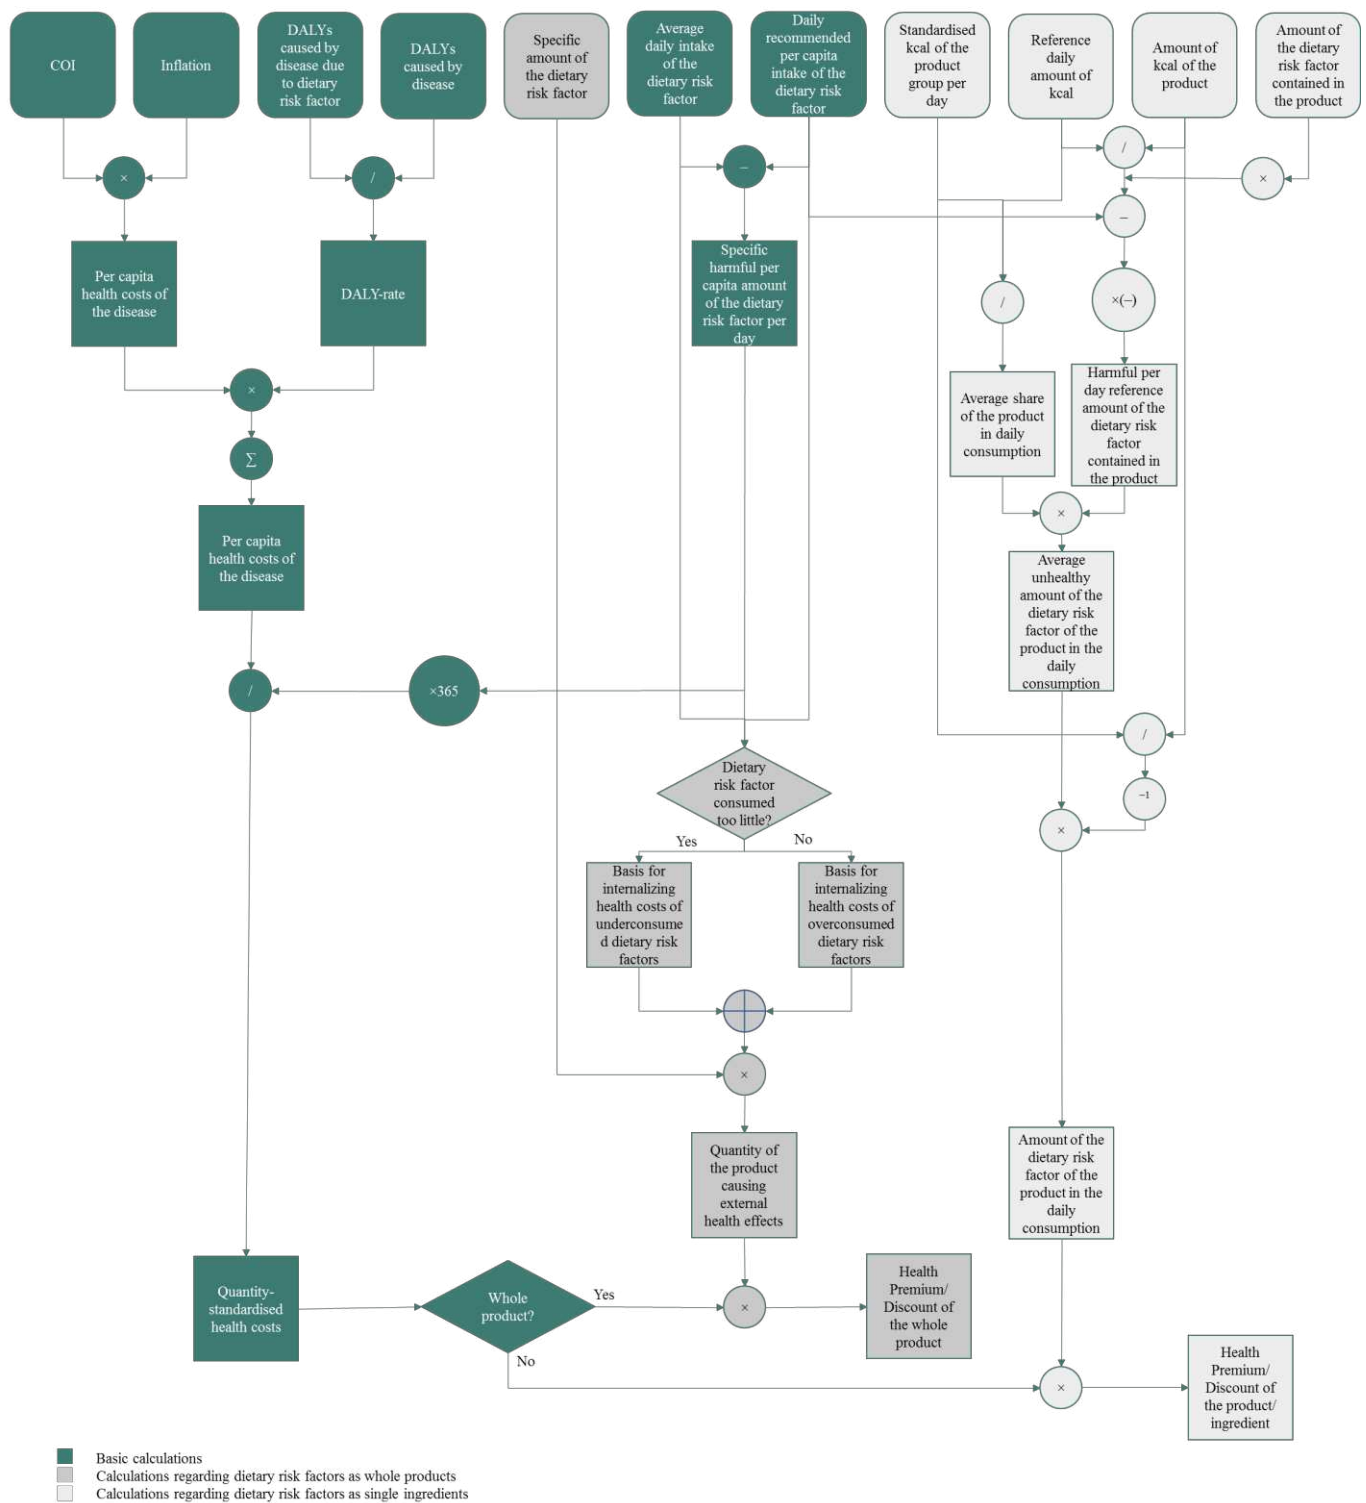 COI
Inflation
DALYs
caused by
disease due
to dietary
risk factor
DALYs
caused by
disease
Specific
amount of
the dietary
risk factor
Average
daily intake
of the
dietary risk
factor
Daily
recommended
per capita
intake of the
dietary risk
factor
Standardised
kcal of the
product
group per
day
Reference
daily
amount of
kcal
Amount of
kcal of the
product
Amount of
the dietary
risk factor
contained in
the product
×
/
–
/
×
–
Per capita
health costs of
the disease
DALY-rate
Specific
harmful per
capita amount
of the dietary
risk factor per
day
/
×(–)
×
Average share
of the product
in daily
consumption
Harmful per
day reference
amount of the
dietary risk
factor
contained in
the product
∑
×
Per capita
health costs of
the disease
Average
unhealthy
amount of the
dietary risk
factor of the
product in the
daily
consumption
/
×365
/
Dietary
risk factor
consumed
too little?
⁻¹
×
Yes
No
Basis for
internalizing
health costs of
underconsume
d dietary risk
factors
Basis for
internalizing
health costs of
overconsumed
dietary risk
factors
×
Quantity of
the product
causing
external
health effects
Amount of the
dietary risk
factor of the
product in the
daily
consumption
Quantity-
standardised
health costs
Whole
product?
Yes
×
Health
Premium/
Discount of
the whole
product
No
×
Health
Premium/
Discount of
the product/
ingredient
Basic calculations
Calculations regarding dietary risk factors as whole products
Calculations regarding dietary risk factors as single ingredients